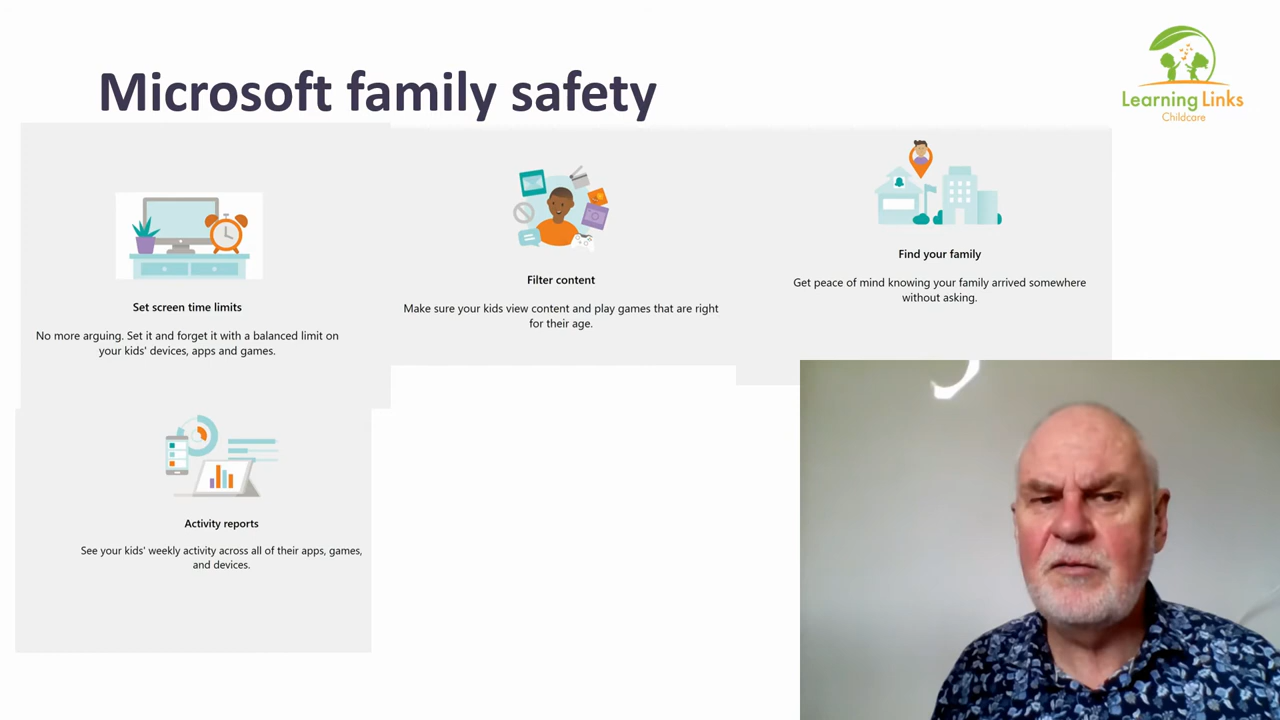 Microsoft family safety
Learning Links
Childcare
Set screen time limits
No more arguing. Set it and forget it with a balanced limit on
your kids' devices, apps and games.
Filter content
Make sure your kids view content and play games that are right
for their age.
Find your family
Get peace of mind knowing your family arrived somewhere
without asking.
Activity reports
See your kids' weekly activity across all of their apps, games,
and devices.